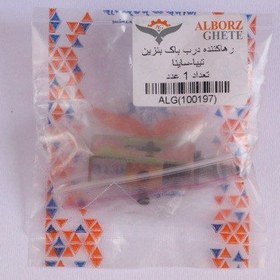 ALBORZ
GHETE
رهاکننده درب باک بنزین
تیبا-ساینا
تعداد 1 عدد
ALG(100197)